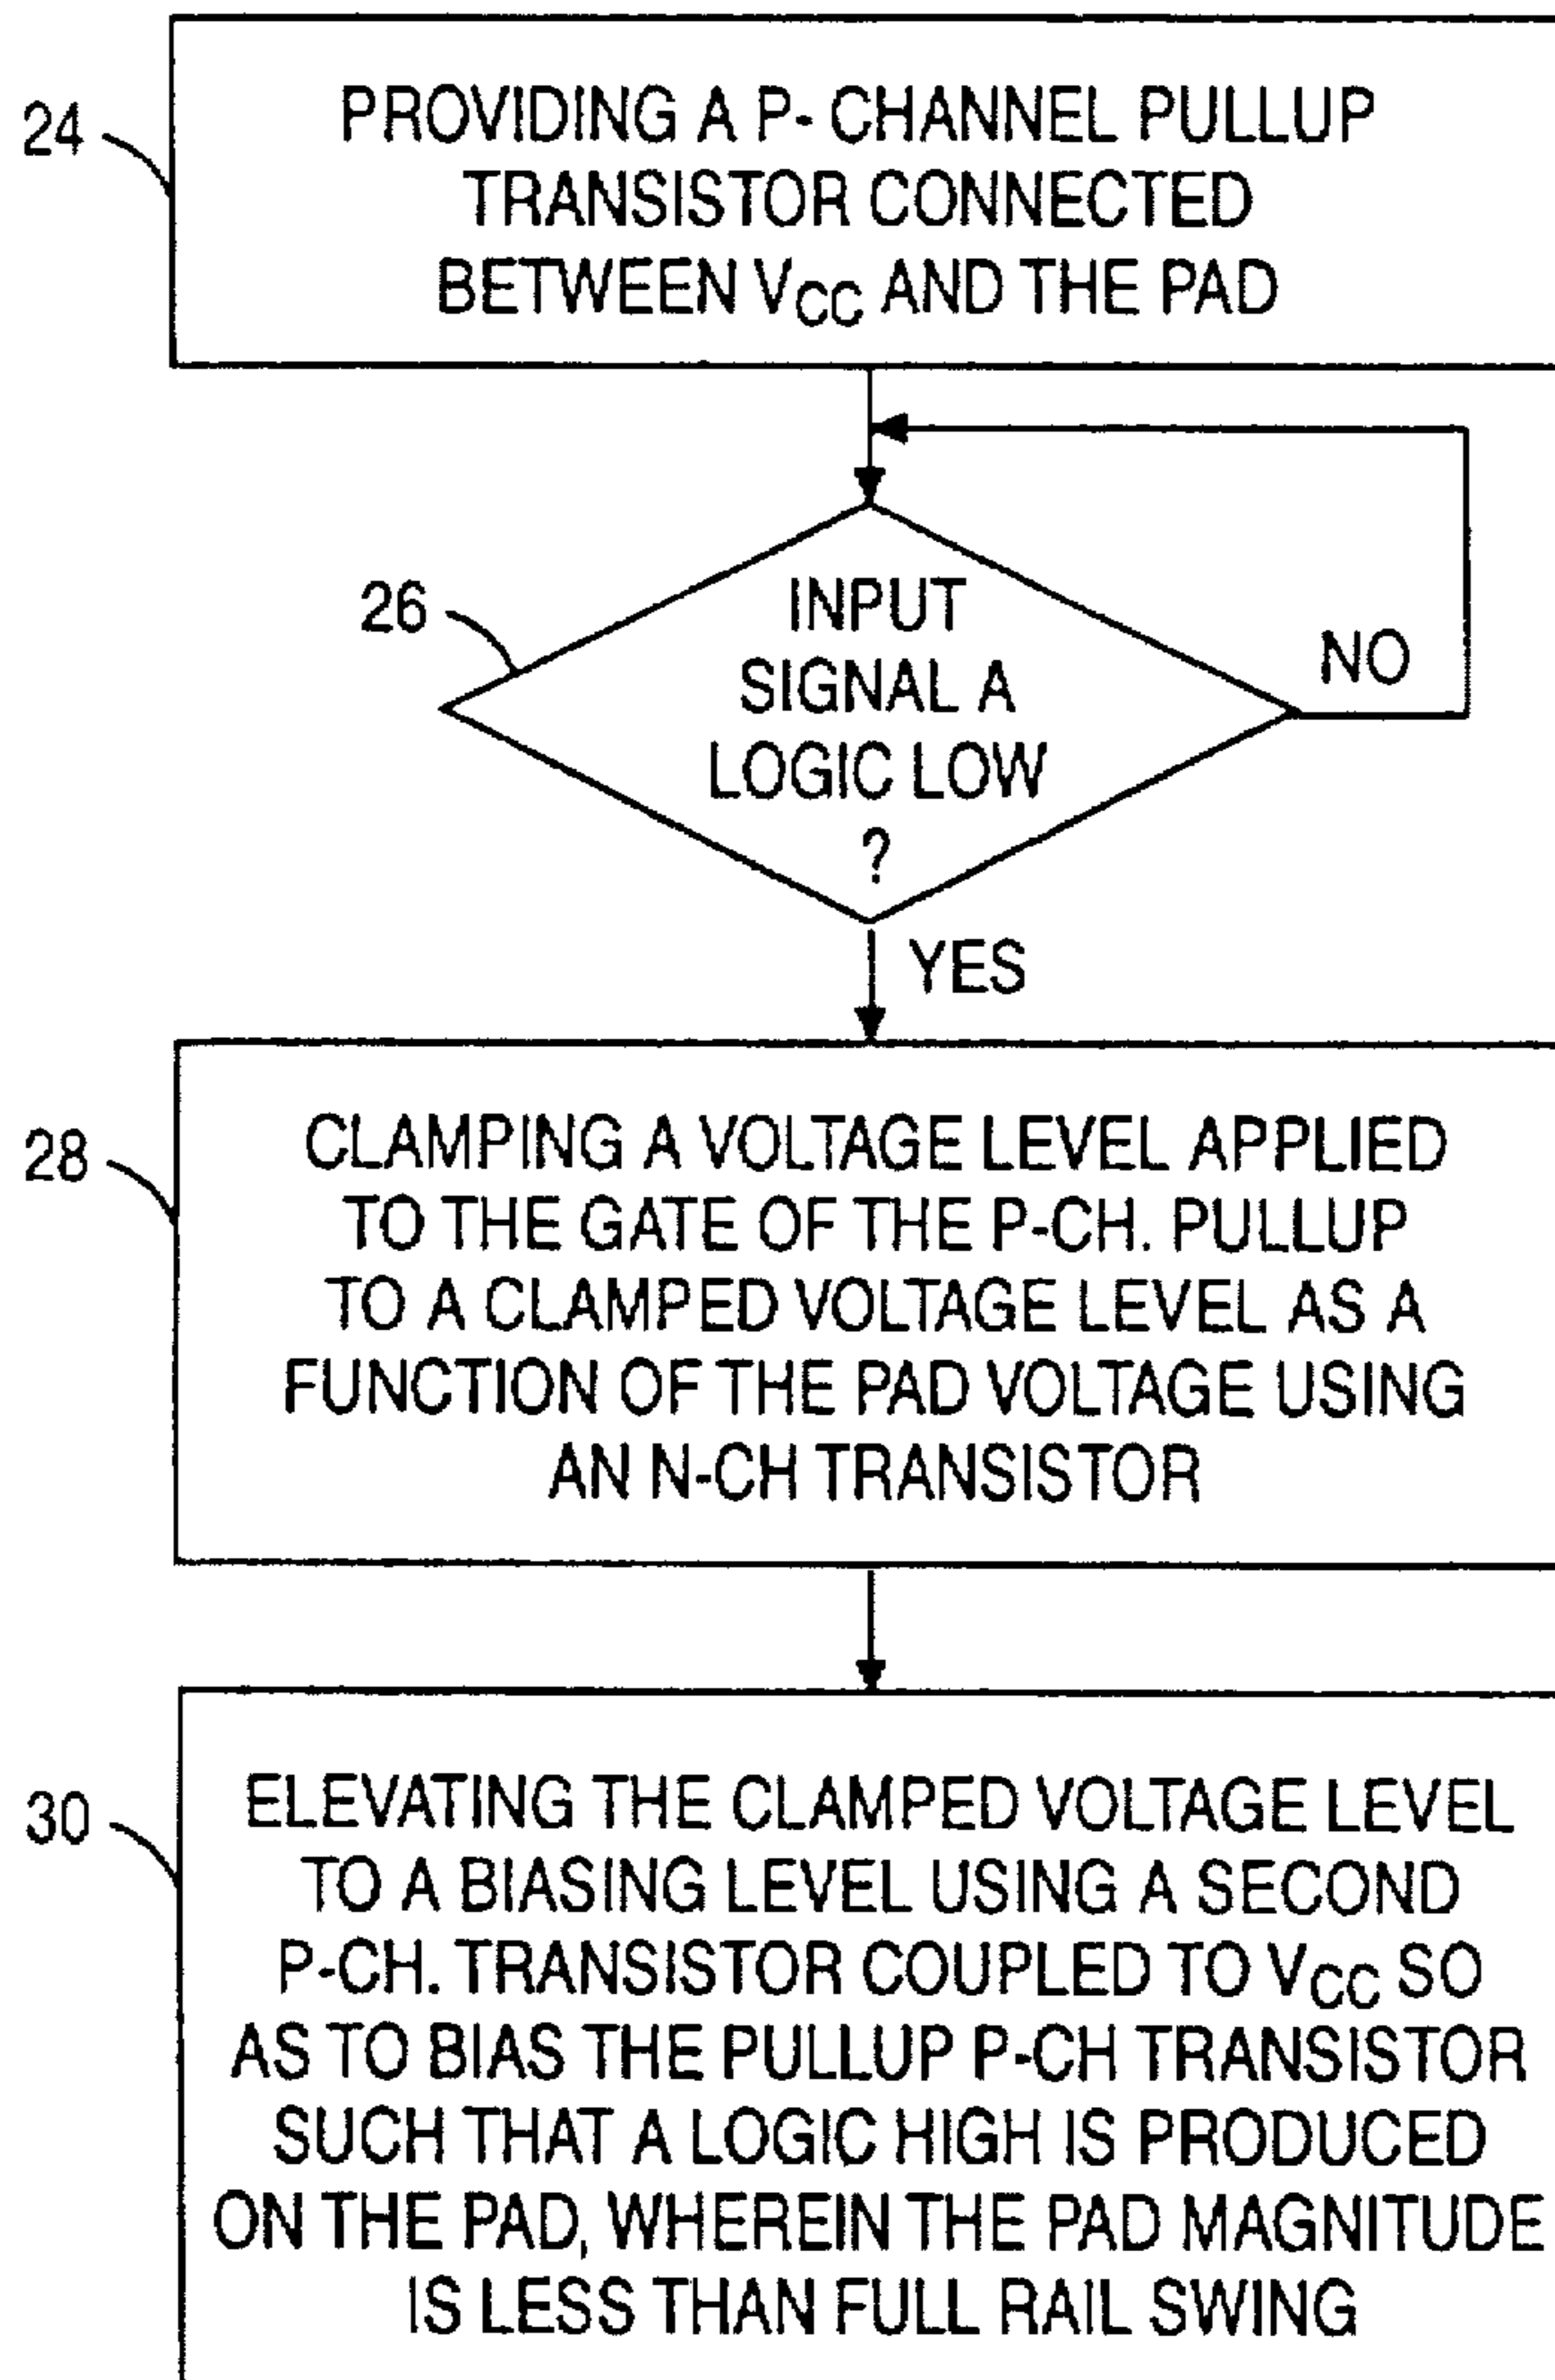 24
PROVIDING A P- CHANNEL PULLUP
TRANSISTOR CONNECTED
BETWEEN VCC AND THE PAD
26
INPUT
SIGNAL A
LOGIC LOW
?
NO
YES
28
CLAMPING A VOLTAGE LEVEL APPLIED
TO THE GATE OF THE P-CH. PULLUP
TO A CLAMPED VOLTAGE LEVEL AS A
FUNCTION OF THE PAD VOLTAGE USING
AN N-CH TRANSISTOR
30
ELEVATING THE CLAMPED VOLTAGE LEVEL
TO A BIASING LEVEL USING A SECOND
P-CH. TRANSISTOR COUPLED TO VCC SO
AS TO BIAS THE PULLUP P-CH TRANSISTOR
SUCH THAT A LOGIC HIGH IS PRODUCED
ON THE PAD, WHEREIN THE PAD MAGNITUDE
IS LESS THAN FULL RAIL SWING